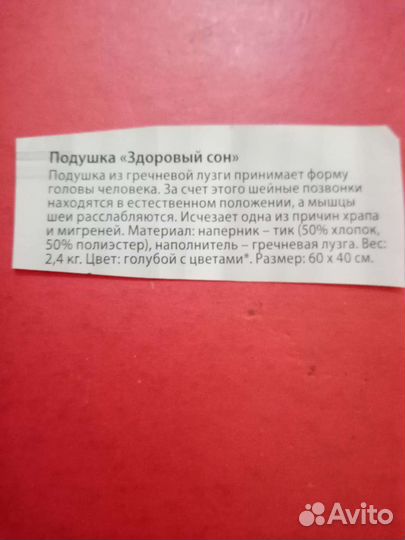 Подушка «Здоровый сон»
Подушка из гречневой лузги принимает форму
головы человека. За счет этого шейные позвонки
находятся в естественном положении, а мышцы
шеи расслабляются. Исчезает одна из причин храпа
и мигреней. Материал: наперник – тик (50% хлопок,
50% полиэстер), наполнитель – гречневая лузга. Вес:
2,4 кг. Цвет: голубой с цветами*. Размер: 60 х 40 см.
Avito